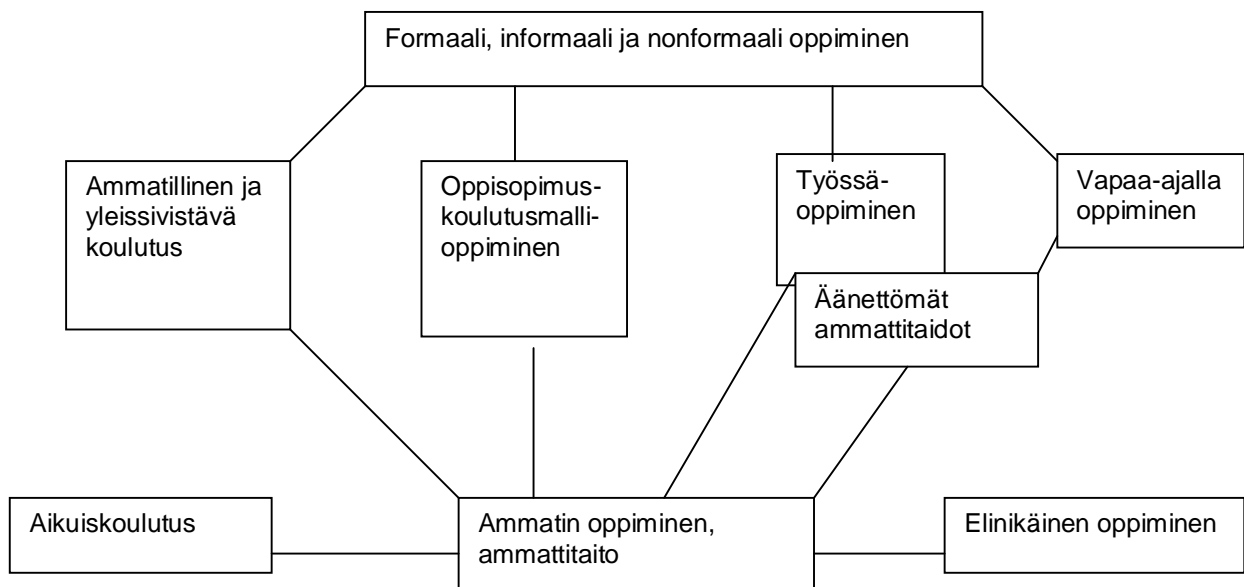 Formaali, informaali ja nonformaali oppiminen
Ammatillinen ja
yleissivistävä
koulutus
Oppisopimus-
koulutusmalli-
oppiminen
Työssä-
oppiminen
Vapaa-ajalla
oppiminen
Äänettömät
ammattitaidot
Aikuiskoulutus
Ammatin oppiminen,
ammattitaito
Elinikäinen oppiminen